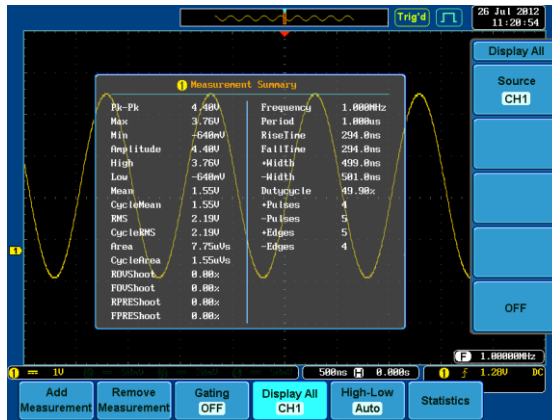 Trig'd
26 Jul 2012
11:20:54
Display All
Source
CH1
OFF
1 Measurement Summary
Pk-Pk 4.40V Frequency 1.000MHz
Max 3.76V Period 1.000us
Min -640mV RiseTime 294.0ns
Amplitude 4.40V FallTime 294.0ns
High 3.76V +Width 499.0ns
Low -640mV -Width 501.0ns
Mean 1.55V Dutycycle 49.90%
CycleMean 1.55V +Pulses 4
RMS 2.19V -Pulses 5
CycleRMS 2.19V +Edges 5
Area 7.75uVs -Edges 4
CycleArea 1.55uVs
ROVShoot 0.00%
FOVShoot 0.00%
RPREShoot 0.00%
FPREShoot 0.00%
1
F 1.00000MHz
1 1V 500ns H 0.000s 1 1.28V DC
Add Measurement
Remove Measurement
Gating OFF
Display All CH1
High-Low Auto
Statistics